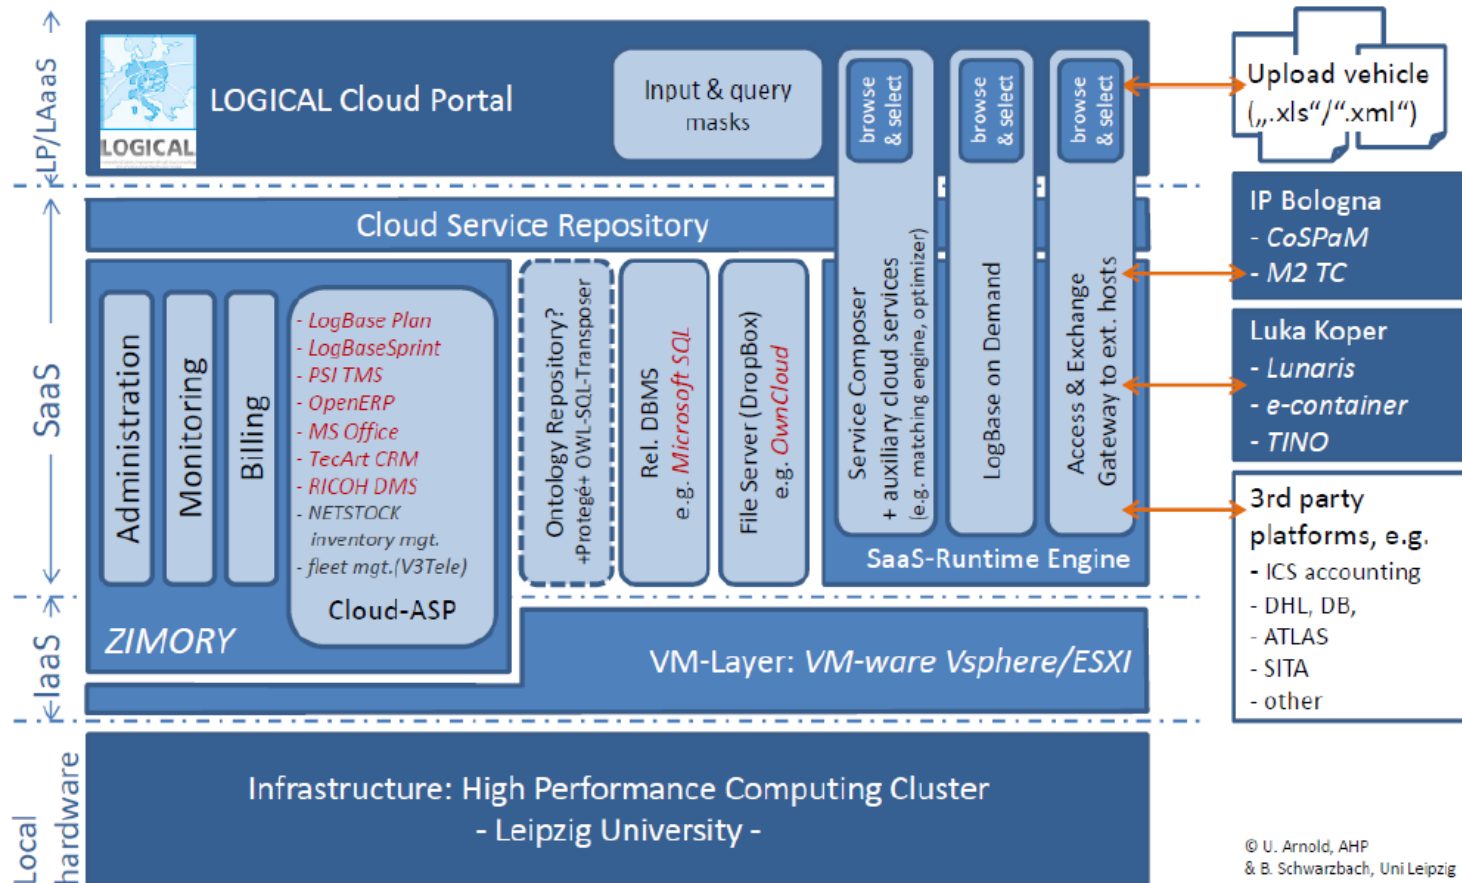 LP/LAaaS
LOGICAL
LOGICAL Cloud Portal
Input & query
masks
browse
& select
browse
& select
browse
& select
Upload vehicle
(„.xls“/“.xml“)
SaaS
Cloud Service Repository
Administration
Monitoring
Billing
- LogBase Plan
- LogBaseSprint
- PSI TMS
- OpenERP
- MS Office
- TecArt CRM
- RICOH DMS
- NETSTOCK
inventory mgt.
- fleet mgt.(V3Tele)
Cloud-ASP
ZIMORY
Ontology Repository?
+Protegé+ OWL-SQL-Transposer
Rel. DBMS
e.g. Microsoft SQL
File Server (DropBox)
e.g. OwnCloud
Service Composer
+ auxiliary cloud services
(e.g. matching engine, optimizer)
LogBase on Demand
Access & Exchange
Gateway to ext. hosts
SaaS-Runtime Engine
IP Bologna
- CoSPaM
- M2 TC
Luka Koper
- Lunaris
- e-container
- TINO
3rd party
platforms, e.g.
- ICS accounting
- DHL, DB,
- ATLAS
- SITA
- other
IaaS
VM-Layer: VM-ware Vsphere/ESXI
Local
hardware
Infrastructure: High Performance Computing Cluster
- Leipzig University -
© U. Arnold, AHP
& B. Schwarzbach, Uni Leipzig